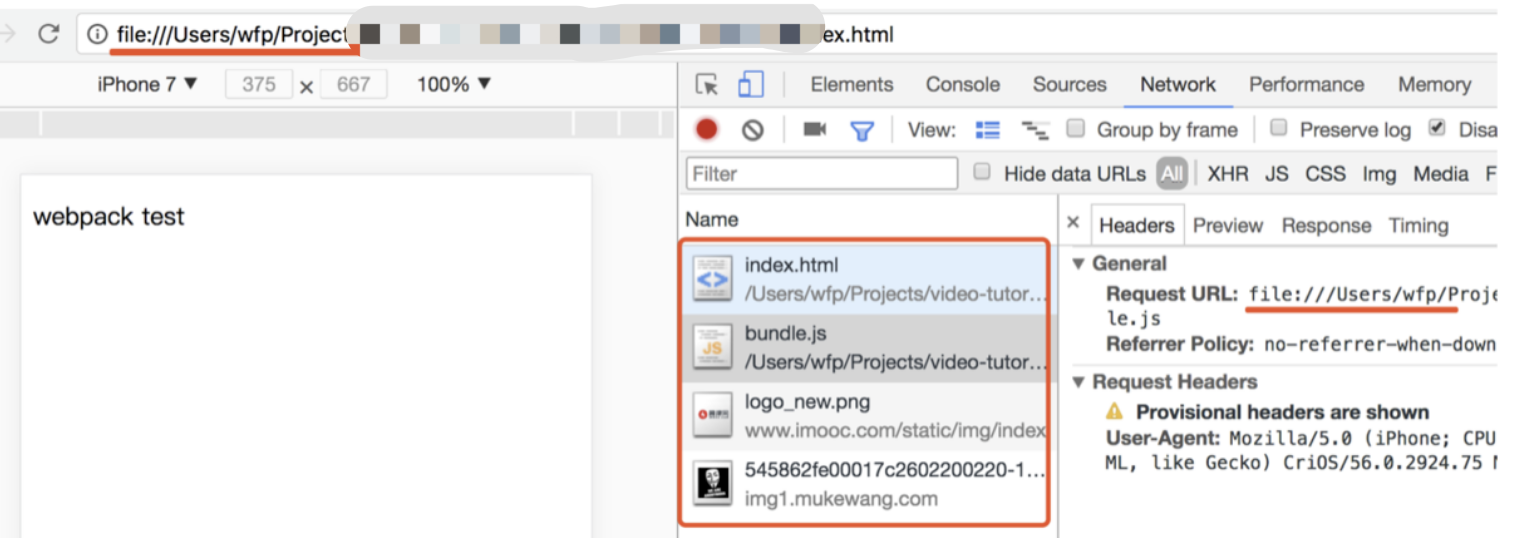 file:///Users/wfp/Project ex.html
iPhone 7 ▼ 375 × 667 100% ▼
Elements Console Sources Network Performance Memory
View: Group by frame Preserve log Disa
Filter Hide data URLs All XHR JS CSS Img Media F
Name
× Headers Preview Response Timing
index.html
/Users/wfp/Projects/video-tutor...
bundle.js
/Users/wfp/Projects/video-tutor...
logo_new.png
www.imooc.com/static/img/index
545862fe00017c2602200220-1...
img1.mukewang.com
▼ General
Request URL: file:///Users/wfp/Proje
le.js
Referrer Policy: no-referrer-when-down
▼ Request Headers
Provisional headers are shown
User-Agent: Mozilla/5.0 (iPhone; CPU
ML, like Gecko) CriOS/56.0.2924.75 M
webpack test
JS